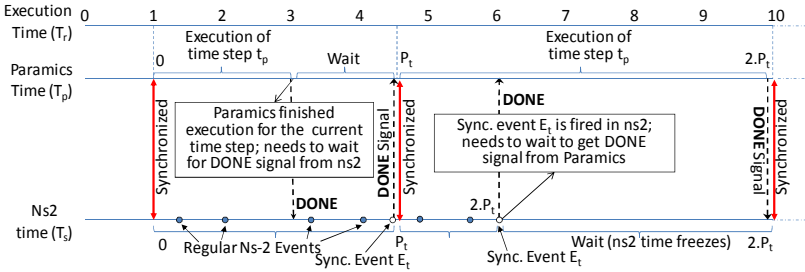 Execution
Time (Tr)
0 1 2 3 4 5 6 7 8 9 10
Execution of
time step tp
Wait
Execution of
time step tp
Paramics
Time (Tp)
0
Pt
2.Pt
Synchronized
Paramics finished
execution for the current
time step; needs to wait
for DONE signal from ns2
DONE
DONE Signal
Synchronized
DONE
Sync. event Et is fired in ns2;
needs to wait to get DONE
signal from Paramics
DONE
Signal
Synchronized
Ns2
time (Ts)
2.Pt
0
Regular Ns-2 Events
Sync. Event Et
Pt
Sync. Event Et
Wait (ns2 time freezes)
2.Pt